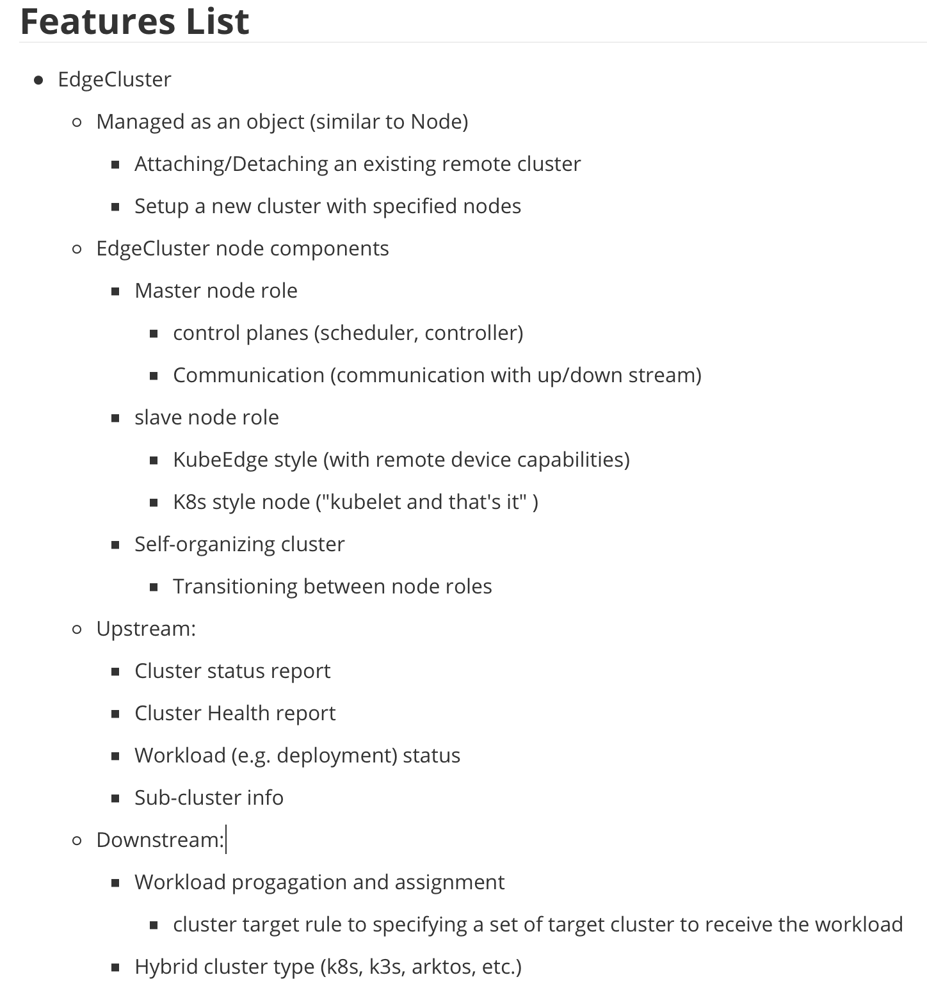 Features List
EdgeCluster
Managed as an object (similar to Node)
Attaching/Detaching an existing remote cluster
Setup a new cluster with specified nodes
EdgeCluster node components
Master node role
control planes (scheduler, controller)
Communication (communication with up/down stream)
slave node role
KubeEdge style (with remote device capabilities)
K8s style node ("kubelet and that's it" )
Self-organizing cluster
Transitioning between node roles
Upstream:
Cluster status report
Cluster Health report
Workload (e.g. deployment) status
Sub-cluster info
Downstream:
Workload progagation and assignment
cluster target rule to specifying a set of target cluster to receive the workload
Hybrid cluster type (k8s, k3s, arktos, etc.)